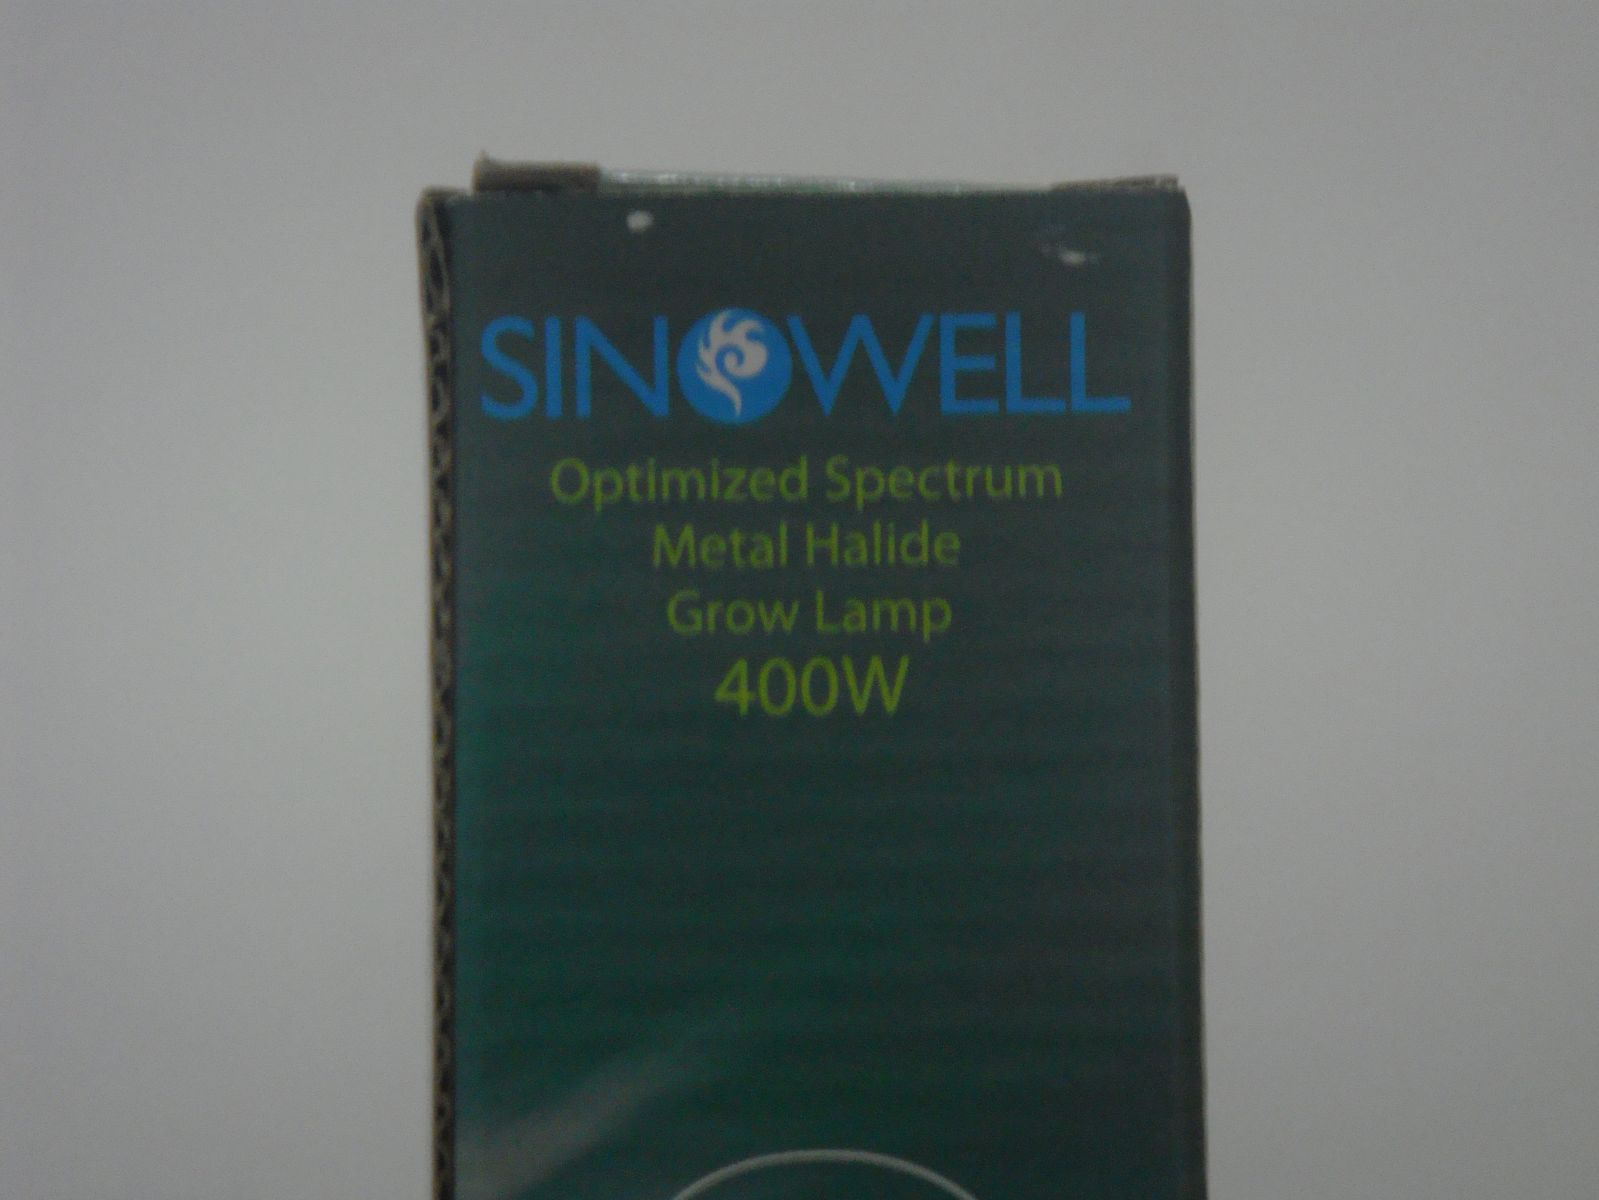 SINOWELL
Optimized Spectrum
Metal Halide
Grow Lamp
400W